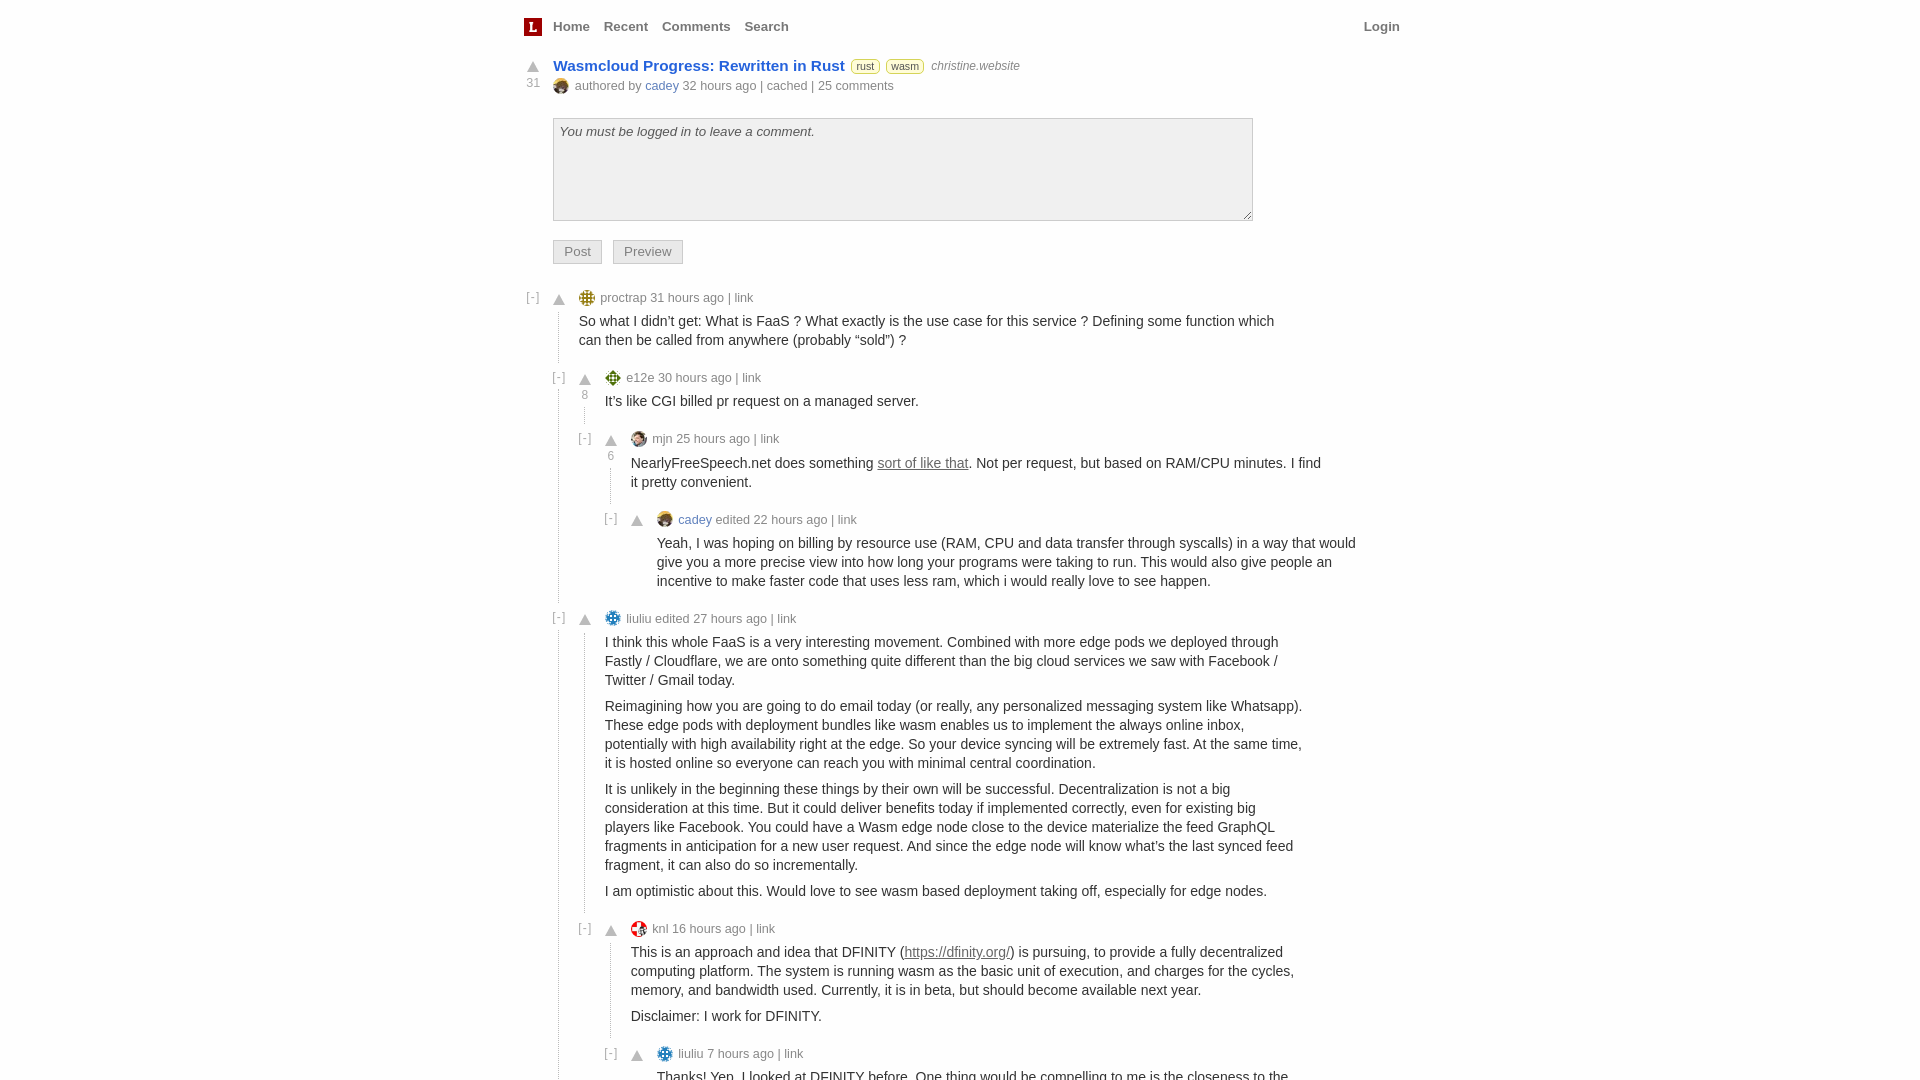 L Home Recent Comments Search Login
Wasmcloud Progress: Rewritten in Rust rust wasm christine.website
31 authored by cadey 32 hours ago | cached | 25 comments
You must be logged in to leave a comment.
Post Preview
[-] proctrap 31 hours ago | link
So what I didn’t get: What is FaaS ? What exactly is the use case for this service ? Defining some function which
can then be called from anywhere (probably “sold”) ?
[-] e12e 30 hours ago | link
8
It’s like CGI billed pr request on a managed server.
[-] mjn 25 hours ago | link
6
NearlyFreeSpeech.net does something sort of like that. Not per request, but based on RAM/CPU minutes. I find
it pretty convenient.
[-] cadey edited 22 hours ago | link
Yeah, I was hoping on billing by resource use (RAM, CPU and data transfer through syscalls) in a way that would
give you a more precise view into how long your programs were taking to run. This would also give people an
incentive to make faster code that uses less ram, which i would really love to see happen.
[-] liuliu edited 27 hours ago | link
I think this whole FaaS is a very interesting movement. Combined with more edge pods we deployed through
Fastly / Cloudflare, we are onto something quite different than the big cloud services we saw with Facebook /
Twitter / Gmail today.
Reimagining how you are going to do email today (or really, any personalized messaging system like Whatsapp).
These edge pods with deployment bundles like wasm enables us to implement the always online inbox,
potentially with high availability right at the edge. So your device syncing will be extremely fast. At the same time,
it is hosted online so everyone can reach you with minimal central coordination.
It is unlikely in the beginning these things by their own will be successful. Decentralization is not a big
consideration at this time. But it could deliver benefits today if implemented correctly, even for existing big
players like Facebook. You could have a Wasm edge node close to the device materialize the feed GraphQL
fragments in anticipation for a new user request. And since the edge node will know what’s the last synced feed
fragment, it can also do so incrementally.
I am optimistic about this. Would love to see wasm based deployment taking off, especially for edge nodes.
[-] knl 16 hours ago | link
This is an approach and idea that DFINITY (https://dfinity.org/) is pursuing, to provide a fully decentralized
computing platform. The system is running wasm as the basic unit of execution, and charges for the cycles,
memory, and bandwidth used. Currently, it is in beta, but should become available next year.
Disclaimer: I work for DFINITY.
[-] liuliu 7 hours ago | link
Thanks! Yep, I looked at DFINITY before. One thing would be compelling to me is the closeness to the